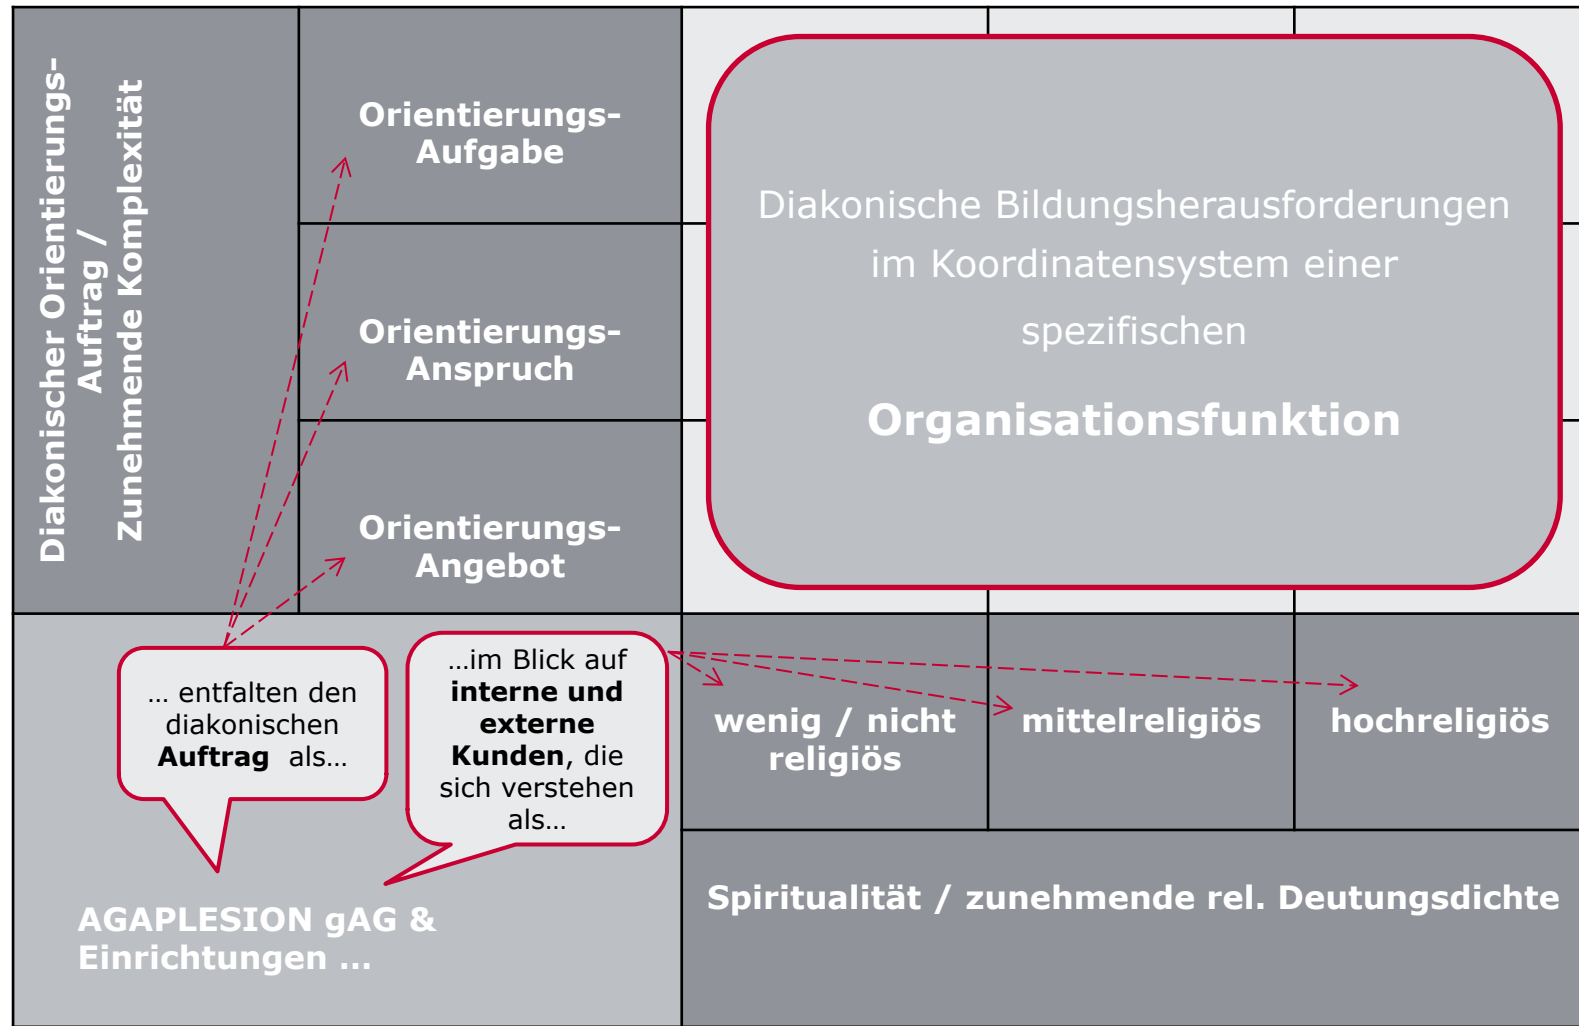 Diakonischer Orientierungs-
Auftrag /
Zunehmende Komplexität
Orientierungs-
Aufgabe
Orientierungs-
Anspruch
Orientierungs-
Angebot
Diakonische Bildungsherausforderungen
im Koordinatensystem einer
spezifischen
Organisationsfunktion
... entfalten den
diakonischen
Auftrag als...
...im Blick auf
interne und
externe
Kunden, die
sich verstehen
als...
AGAPLESION gAG &
Einrichtungen ...
wenig / nicht
religiös
mittelreligiös
hochreligiös
Spiritualität / zunehmende rel. Deutungsdichte